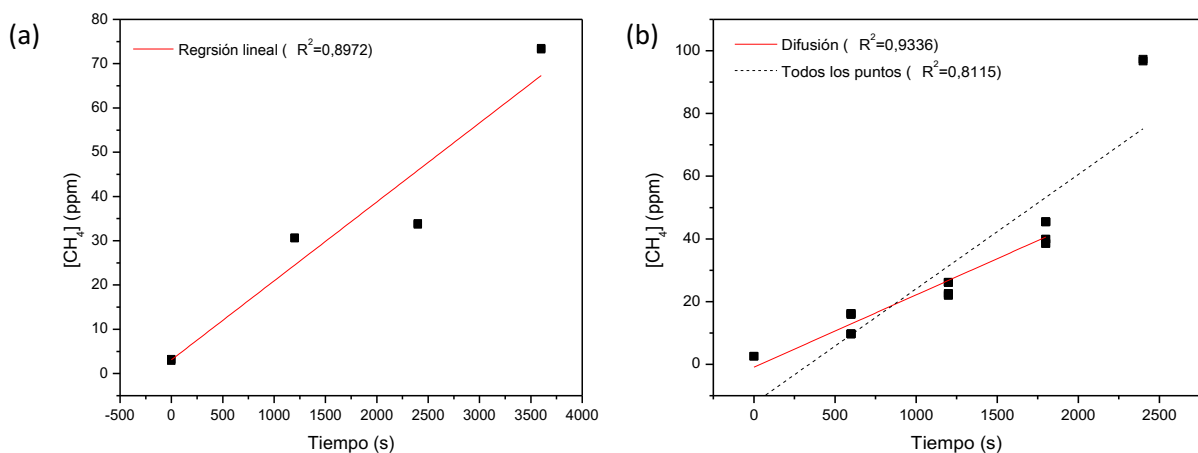 (a)
Regrsión lineal ( R²=0,8972)
80
70
60
50
40
30
20
10
0
[CH₄] (ppm)
-500 0 500 1000 1500 2000 2500 3000 3500 4000
Tiempo (s)
(b)
Difusión ( R²=0,9336)
Todos los puntos ( R²=0,8115)
100
80
60
40
20
0
[CH₄] (ppm)
0 500 1000 1500 2000 2500
Tiempo (s)